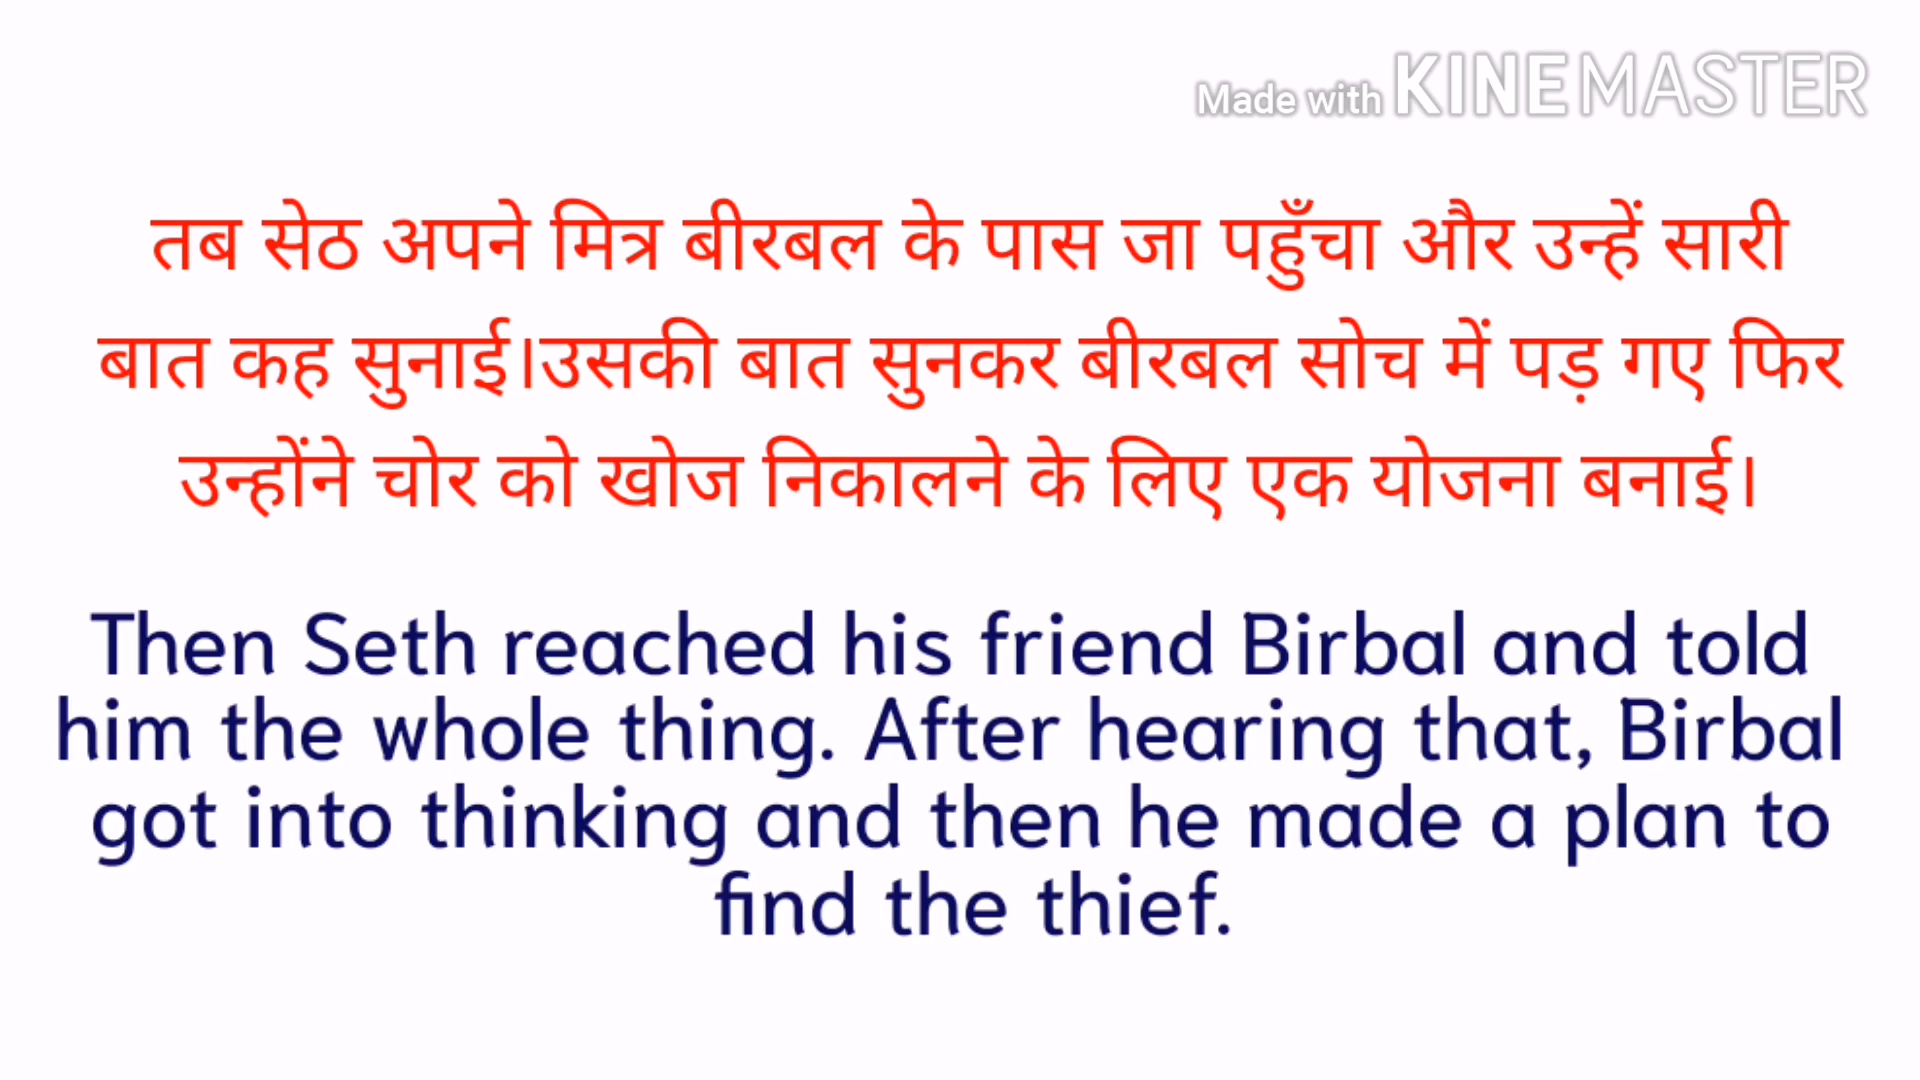 Made with KINEMASTER
तब सेठ अपने मित्र बीरबल के पास जा पहुँचा और उन्हें सारी
बात कह सुनाई।उसकी बात सुनकर बीरबल सोच में पड़ गए फिर
उन्होंने चोर को खोज निकालने के लिए एक योजना बनाई।
Then Seth reached his friend Birbal and told
him the whole thing. After hearing that, Birbal
got into thinking and then he made a plan to
find the thief.